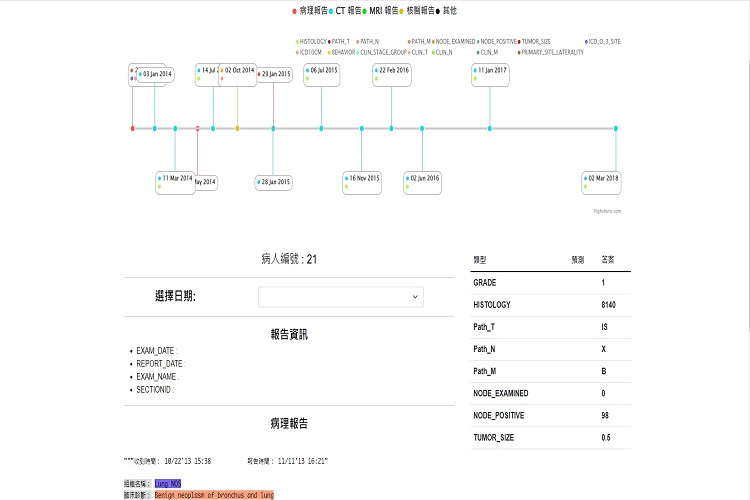 病理報告 CT 報告 MRI 報告 核醫報告 其他
HISTOLOGY PATH_T PATH_N PATH_M NODE_EXAMINED NODE_POSITIVE TUMOR_SIZE ICD_O_3_SITE
ICD10CM BEHAVIOR CLIN_STAGE_GROUP CLIN_T CLIN_N CLIN_M PRIMARY_SITE_LATERALITY
03 Jan 2014 14 Jul 02 Oct 2014 29 Jan 2015 06 Jul 2015 22 Feb 2016 11 Jan 2017
11 Mar 2014 May 2014 28 Jan 2015 16 Nov 2015 02 Jun 2016 02 Mar 2018
Highcharts.com
病人編號 : 21
選擇日期:
報告資訊
EXAM_DATE :
REPORT_DATE :
EXAM_NAME :
SECTIONID :
病理報告
"""收到時間： 10/22'13 15:38 報告時間： 11/11'13 16:21"
組織名稱： Lung NOS
臨床診斷： Benign neoplasm of bronchus and lung
類型 預測 答案
GRADE 1
HISTOLOGY 8140
Path_T IS
Path_N X
Path_M B
NODE_EXAMINED 0
NODE_POSITIVE 98
TUMOR_SIZE 0.5